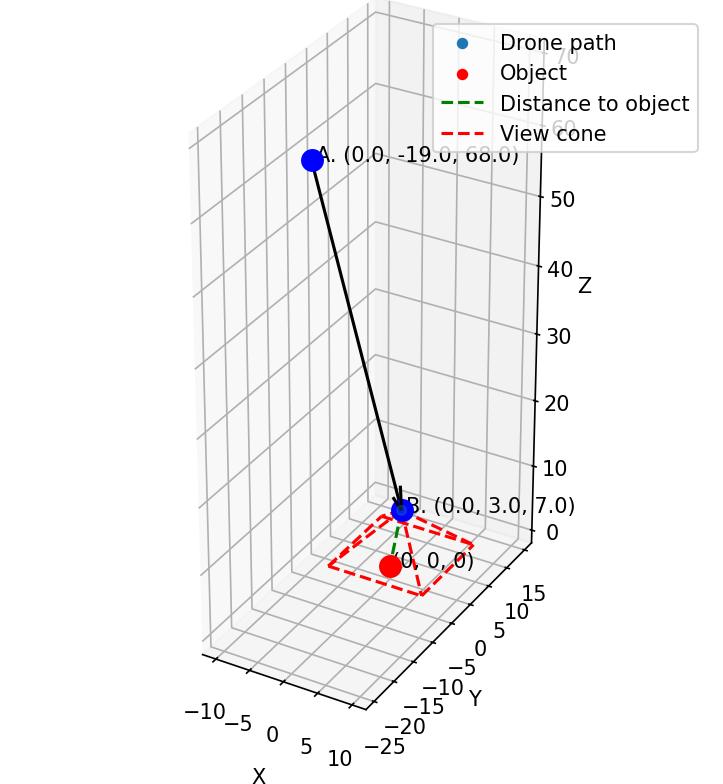 Drone path
Object
Distance to object
View cone
A. (0.0, -19.0, 68.0)
B. (0.0, 3.0, 7.0)
(0, 0, 0)
70
60
50
40
30
20
10
0
Z
15
10
5
0
−5
−10
−15
−20
−25
Y
−10
−5
0
5
10
X